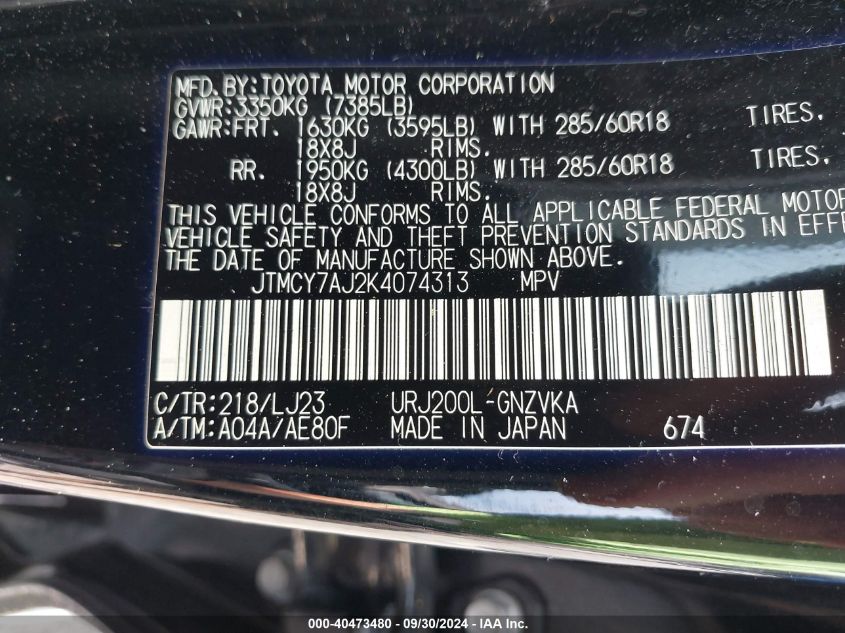 MFD.BY:TOYOTA MOTOR CORPORATION
GVWR:3350KG (7385LB)
GAWR:FRT. 1630KG (3595LB) WITH 285/60R18 TIRES,
18X8J RIMS.
RR. 1950KG (4300LB) WITH 285/60R18 TIRES,
18X8J RIMS.
THIS VEHICLE CONFORMS TO ALL APPLICABLE FEDERAL MOTOR
VEHICLE SAFETY AND THEFT PREVENTION STANDARDS IN EFFE
THE DATE OF MANUFACTURE SHOWN ABOVE.
JTMCY7AJ2K4074313 MPV
C/TR:218/LJ23 URJ200L-GNZVKA
A/TM:A04A/AE80F MADE IN JAPAN 674
000-40473480 / 09/30/2024 - IAA Inc.